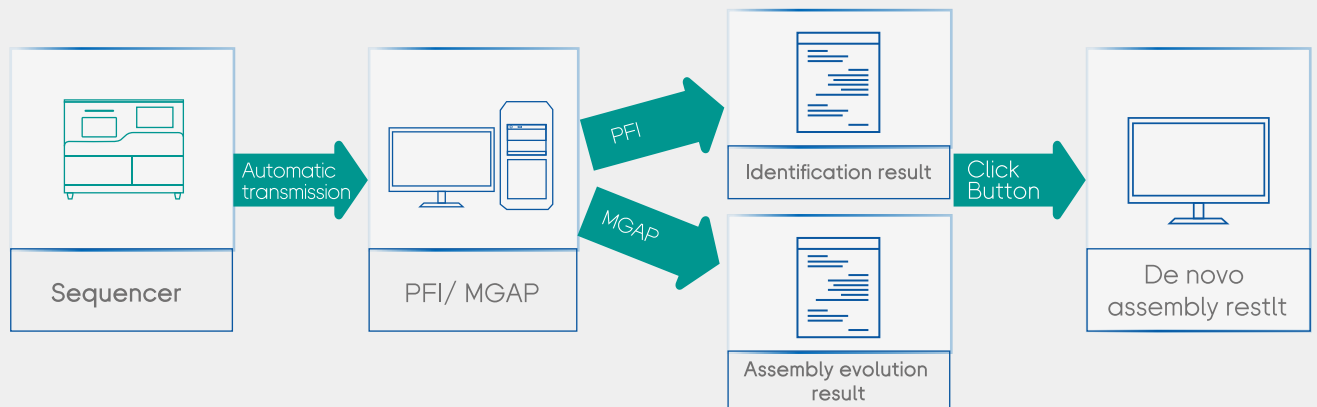 Sequencer
Automatic
transmission
PFI/ MGAP
PFI
MGAP
Identification result
Assembly evolution
result
Click
Button
De novo
assembly restlt